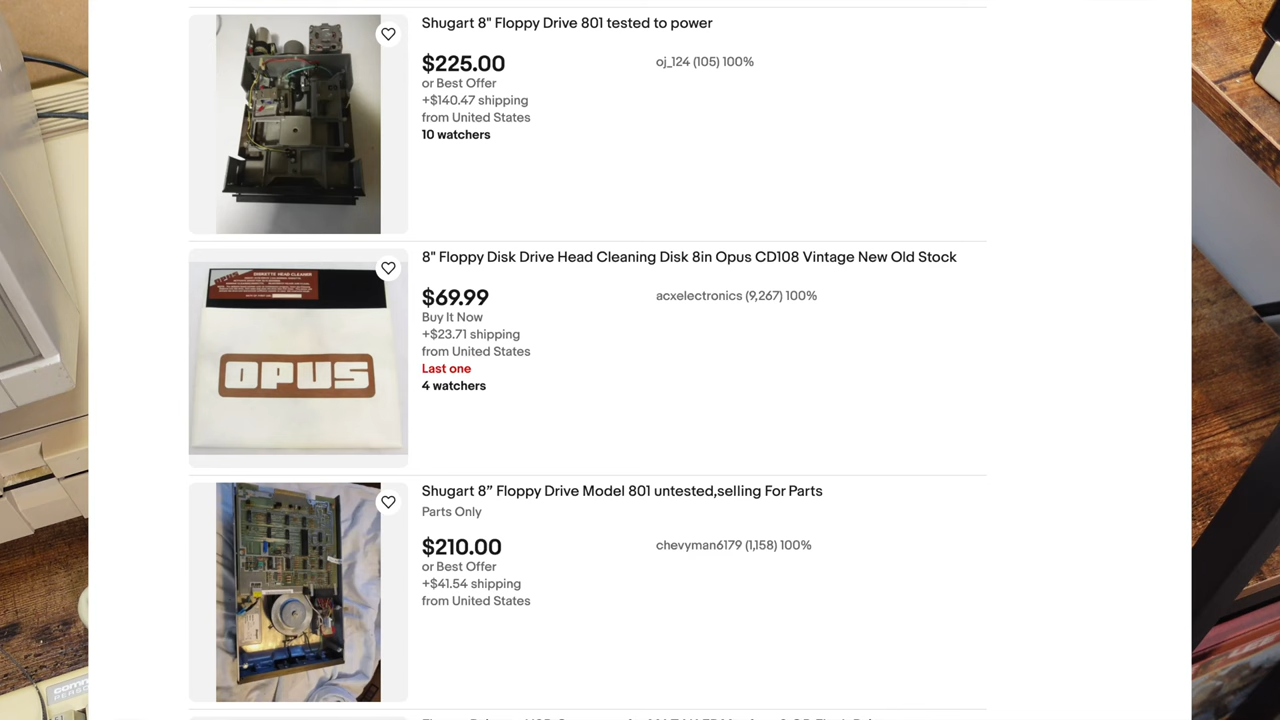 Shugart 8" Floppy Drive 801 tested to power
$225.00
oj_124 (105) 100%
or Best Offer
+$140.47 shipping
from United States
10 watchers
8" Floppy Disk Drive Head Cleaning Disk 8in Opus CD108 Vintage New Old Stock
DISKETTE HEAD CLEANER
OPUS
$69.99
acxelectronics (9,267) 100%
Buy It Now
+$23.71 shipping
from United States
Last one
4 watchers
Shugart 8” Floppy Drive Model 801 untested,selling For Parts
Parts Only
$210.00
chevyman6179 (1,158) 100%
or Best Offer
+$41.54 shipping
from United States